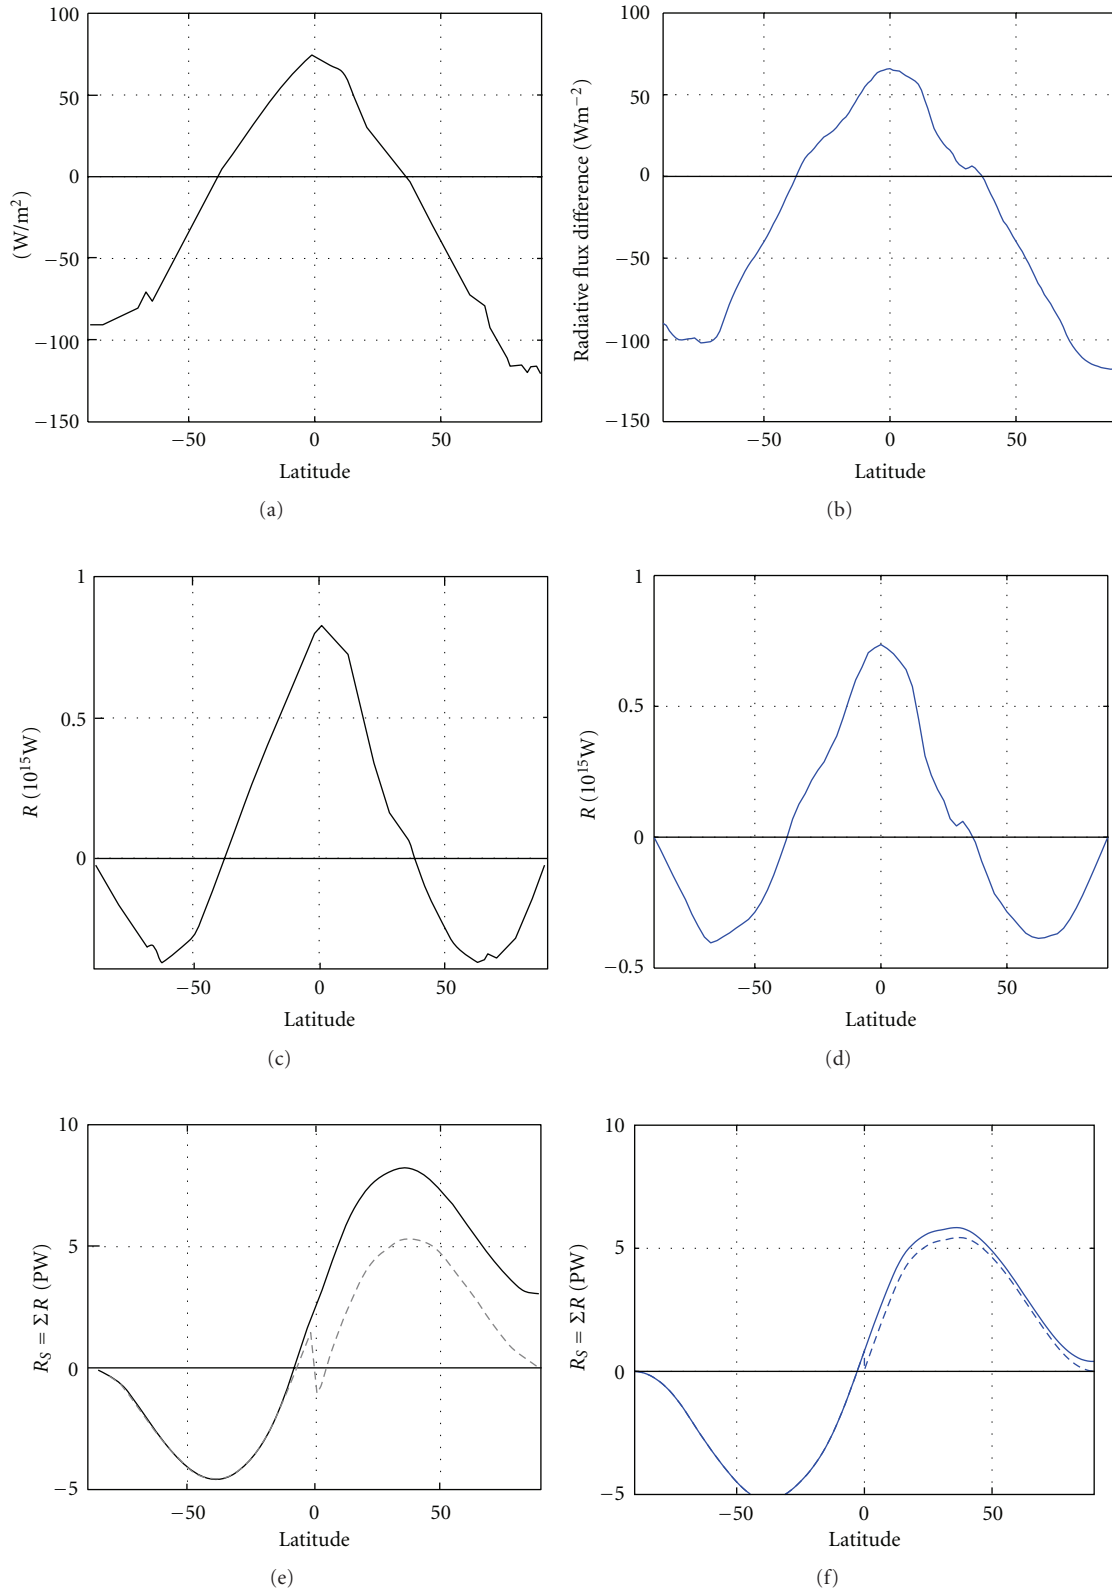 100
50
0
−50
−100
−150
(W/m²)
−50 0 50
Latitude
(a)
100
50
0
−50
−100
−150
Radiative flux difference (Wm⁻²)
−50 0 50
Latitude
(b)
1
0.5
0
R (10¹⁵W)
−50 0 50
Latitude
(c)
1
0.5
0
−0.5
R (10¹⁵W)
−50 0 50
Latitude
(d)
10
5
0
−5
R_S = ΣR (PW)
−50 0 50
Latitude
(e)
10
5
0
−5
R_S = ΣR (PW)
−50 0 50
Latitude
(f)